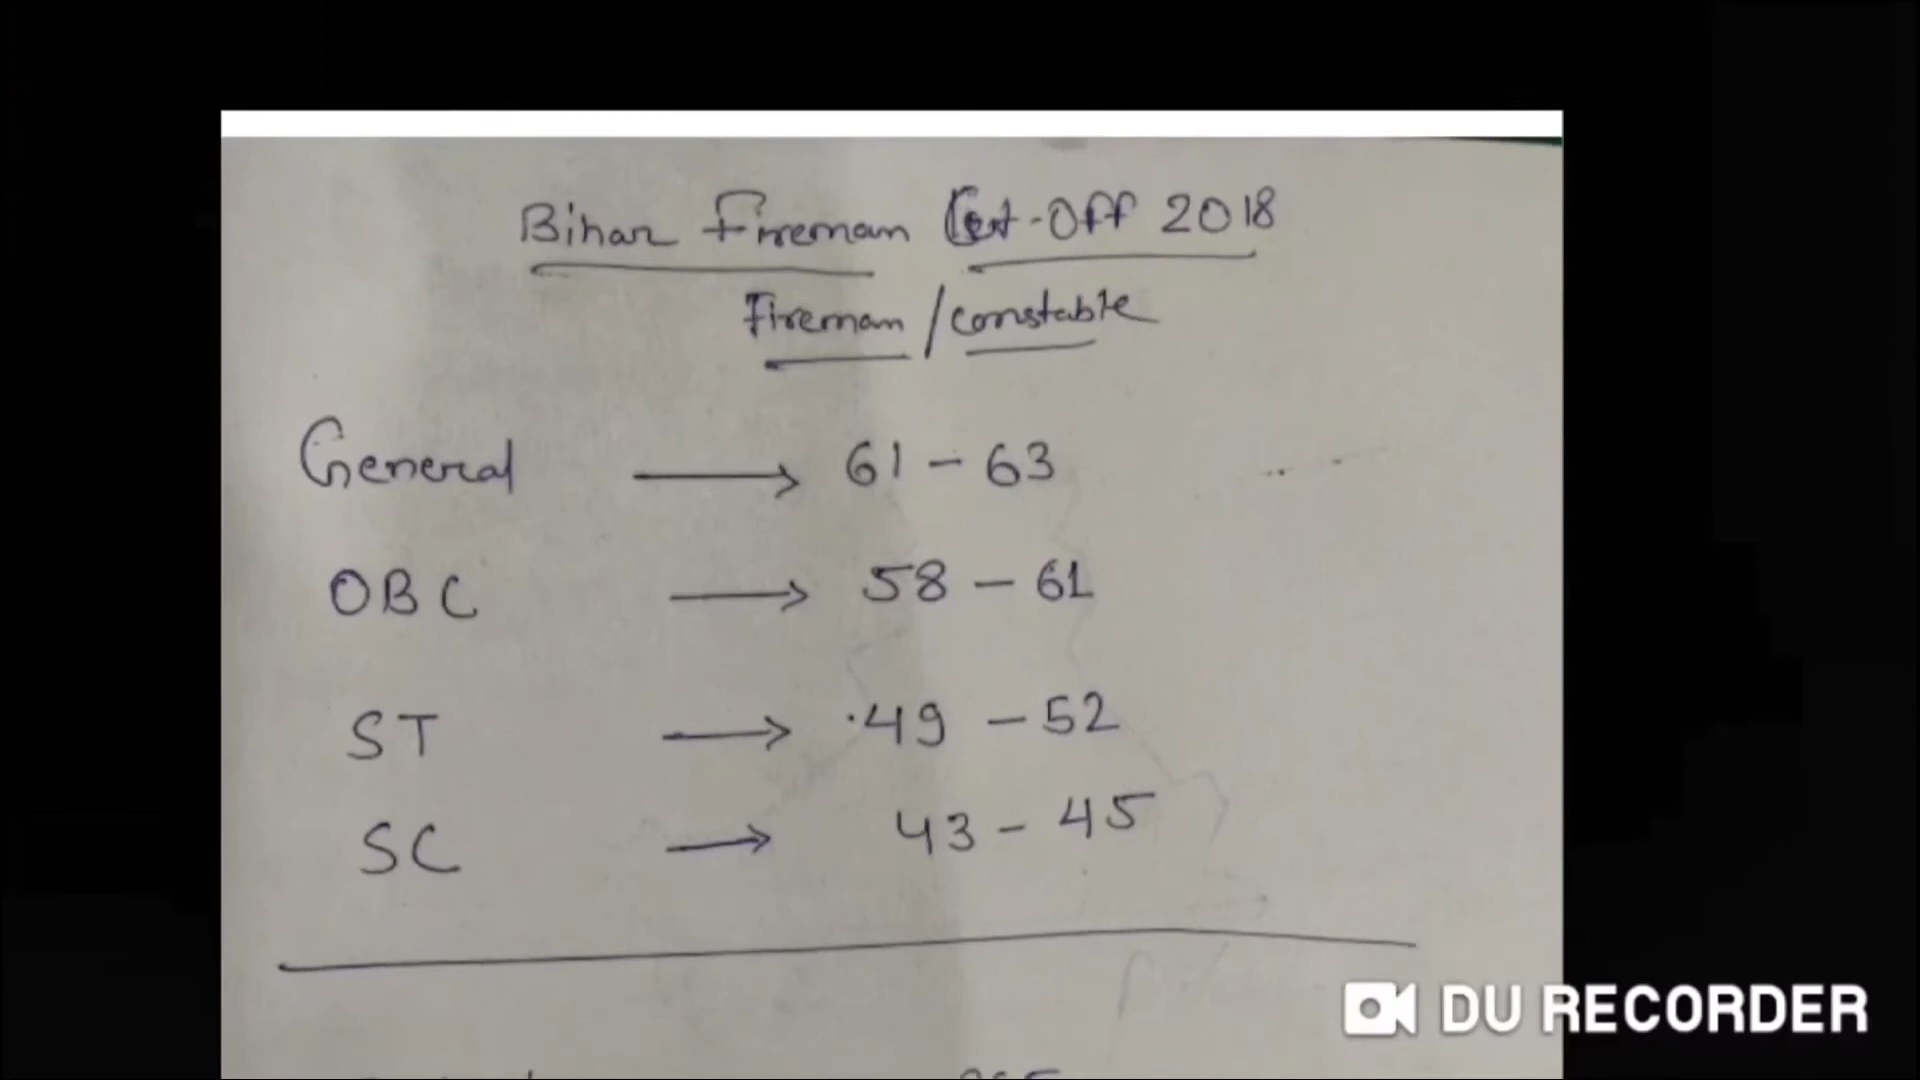 Bihar Fireman Cut-Off 2018
Fireman / constable
General → 61 - 63
OBC → 58 - 61
ST → 49 - 52
SC → 43 - 45
DU RECORDER